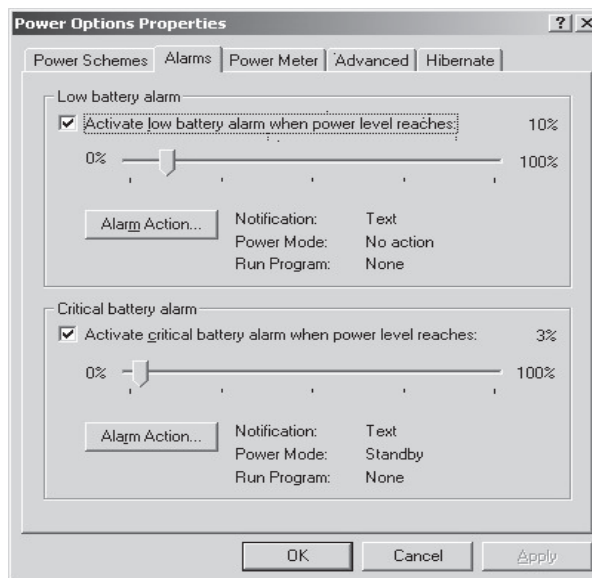 Power Options Properties
? X
Power Schemes Alarms Power Meter Advanced Hibernate
Low battery alarm
Activate low battery alarm when power level reaches: 10%
0% 100%
Alarm Action... Notification: Text
Power Mode: No action
Run Program: None
Critical battery alarm
Activate critical battery alarm when power level reaches: 3%
0% 100%
Alarm Action... Notification: Text
Power Mode: Standby
Run Program: None
OK Cancel Apply